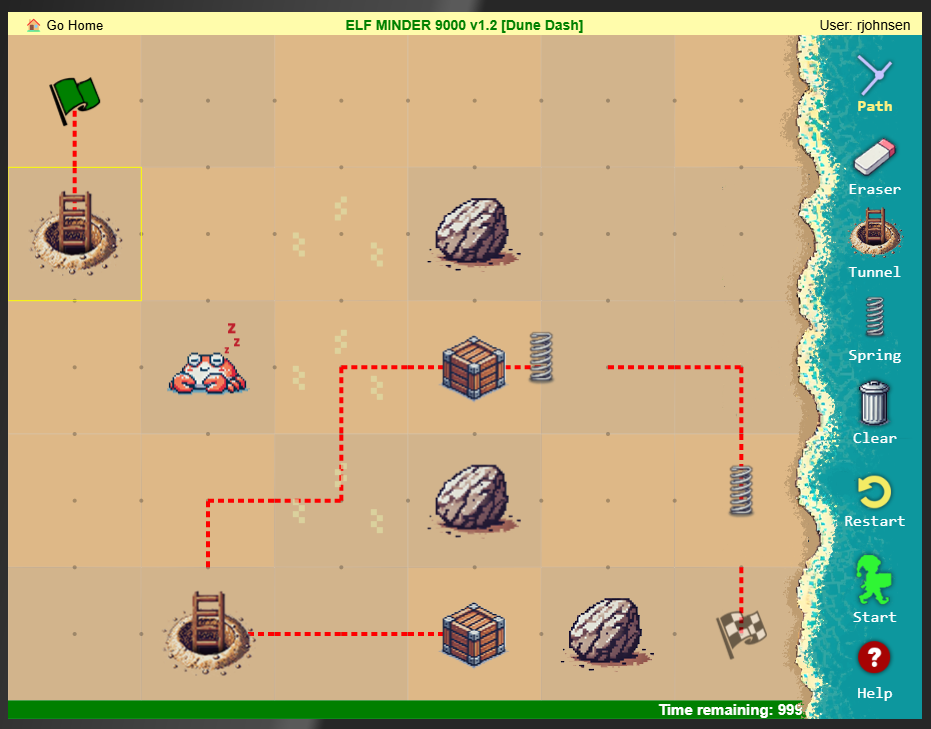 Go Home
ELF MINDER 9000 v1.2 [Dune Dash]
User: rjohnsen
Path
Eraser
Tunnel
z
z
z
Spring
Clear
Restart
Start
?
Help
Time remaining: 999